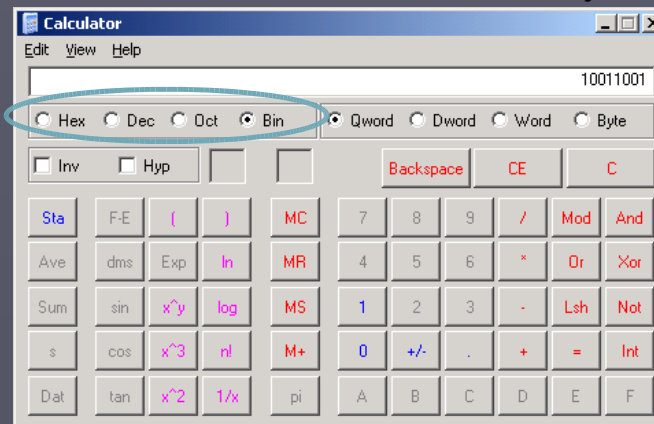 Calculator
Edit View Help
10011001
Hex Dec Oct Bin Qword Dword Word Byte
Inv Hyp Backspace CE C
Sta F-E ( ) MC 7 8 9 / Mod And
Ave dms Exp ln MR 4 5 6 * Or Xor
Sum sin x^y log MS 1 2 3 - Lsh Not
s cos x^3 n! M+ 0 +/- . + = Int
Dat tan x^2 1/x pi A B C D E F